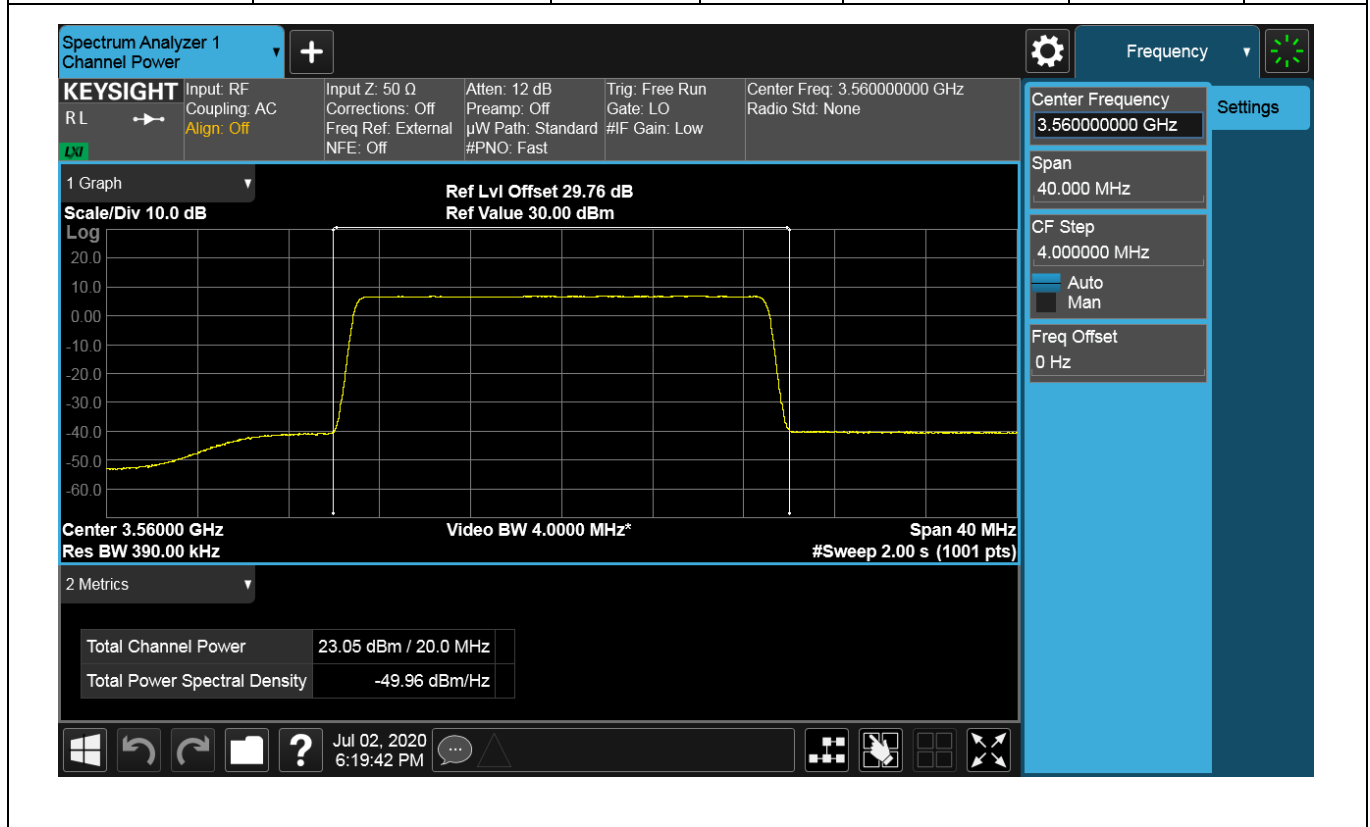 Spectrum Analyzer 1
Channel Power
▼
+
Frequency ▼
KEYSIGHT
RL
LXI
Input: RF
Coupling: AC
Align: Off
Input Z: 50 Ω
Corrections: Off
Freq Ref: External
NFE: Off
Atten: 12 dB
Preamp: Off
µW Path: Standard
#PNO: Fast
Trig: Free Run
Gate: LO
#IF Gain: Low
Center Freq: 3.560000000 GHz
Radio Std: None
Center Frequency
3.560000000 GHz
Settings
Span
40.000 MHz
CF Step
4.000000 MHz
Auto
Man
Freq Offset
0 Hz
1 Graph ▼
Scale/Div 10.0 dB
Ref Lvl Offset 29.76 dB
Ref Value 30.00 dBm
Log
20.0
10.0
0.00
-10.0
-20.0
-30.0
-40.0
-50.0
-60.0
Center 3.56000 GHz
Res BW 390.00 kHz
Video BW 4.0000 MHz*
Span 40 MHz
#Sweep 2.00 s (1001 pts)
2 Metrics ▼
Total Channel Power 23.05 dBm / 20.0 MHz
Total Power Spectral Density -49.96 dBm/Hz
?
Jul 02, 2020
6:19:42 PM